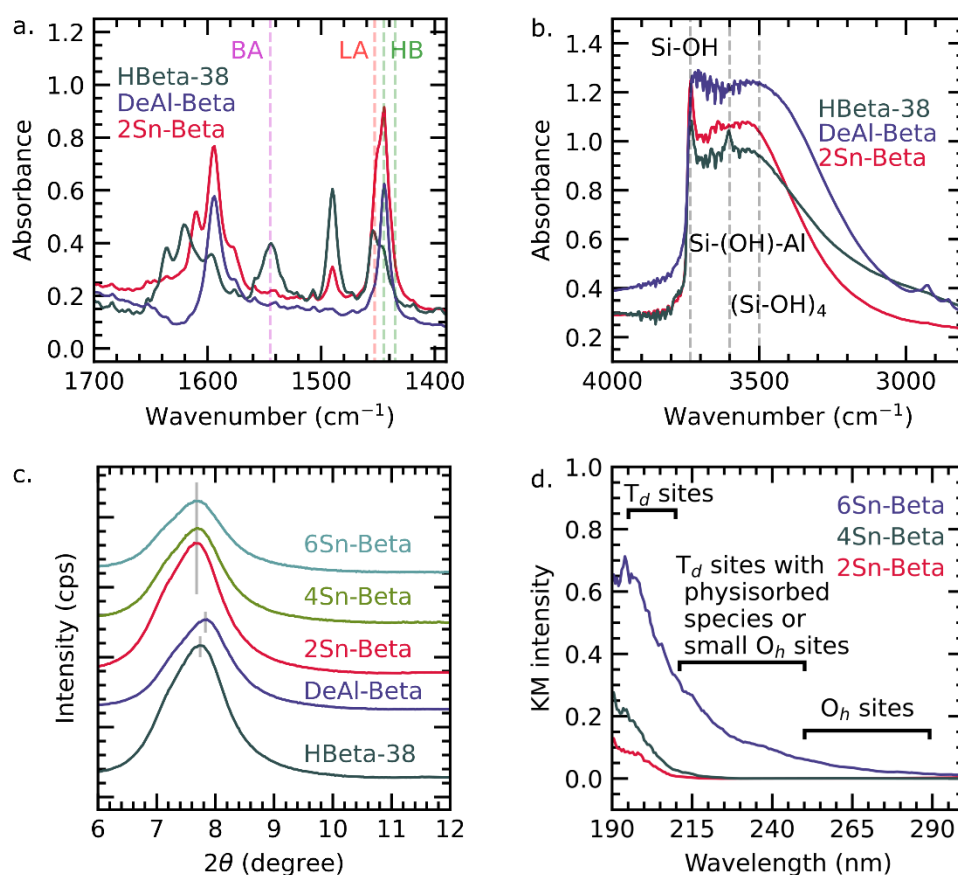 a.
1.2
1.0
0.8
0.6
0.4
0.2
0.0
Absorbance
BA
LA
HB
HBeta-38
DeAl-Beta
2Sn-Beta
1700 1600 1500 1400
Wavenumber (cm⁻¹)
b.
1.4
1.2
1.0
0.8
0.6
0.4
0.2
Absorbance
Si-OH
HBeta-38
DeAl-Beta
2Sn-Beta
Si-(OH)-Al
(Si-OH)₄
4000 3500 3000
Wavenumber (cm⁻¹)
c.
Intensity (cps)
6Sn-Beta
4Sn-Beta
2Sn-Beta
DeAl-Beta
HBeta-38
6 7 8 9 10 11 12
2θ (degree)
d.
1.0
0.8
0.6
0.4
0.2
0.0
KM intensity
T_d sites
6Sn-Beta
4Sn-Beta
2Sn-Beta
T_d sites with
physisorbed
species or
small O_h sites
O_h sites
190 215 240 265 290
Wavelength (nm)